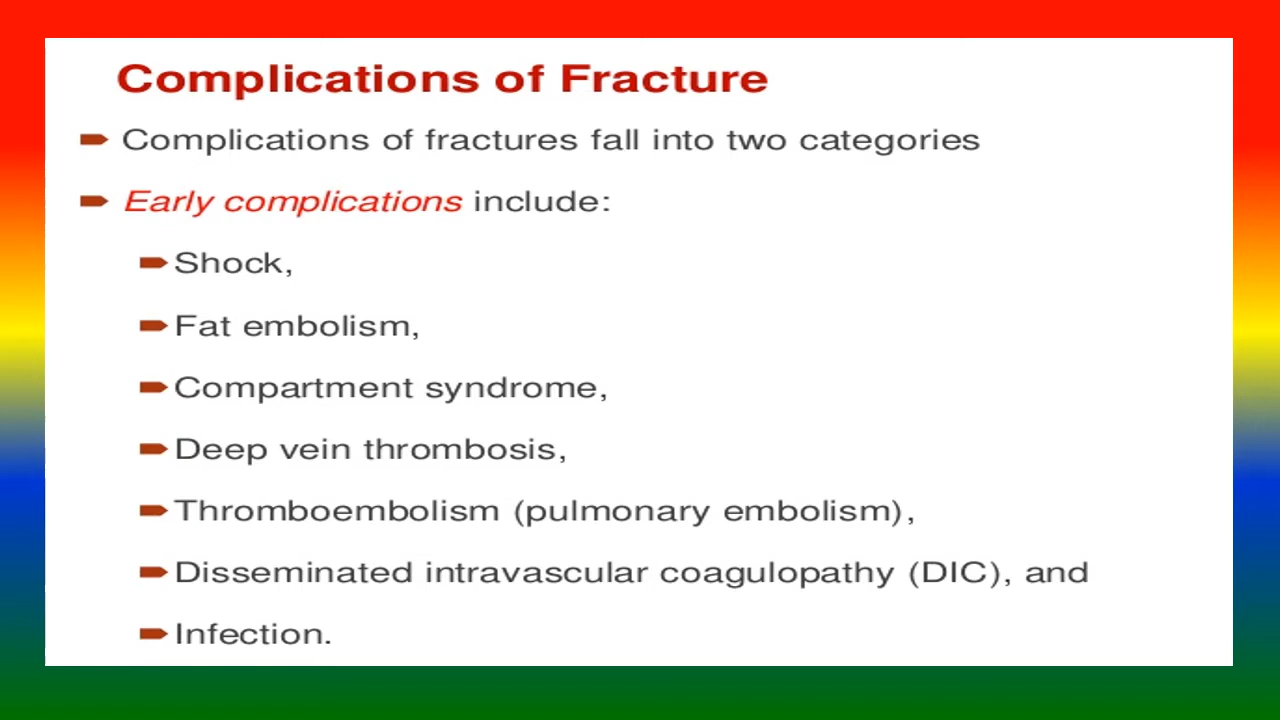 Complications of Fracture
Complications of fractures fall into two categories
Early complications include:
Shock,
Fat embolism,
Compartment syndrome,
Deep vein thrombosis,
Thromboembolism (pulmonary embolism),
Disseminated intravascular coagulopathy (DIC), and
Infection.